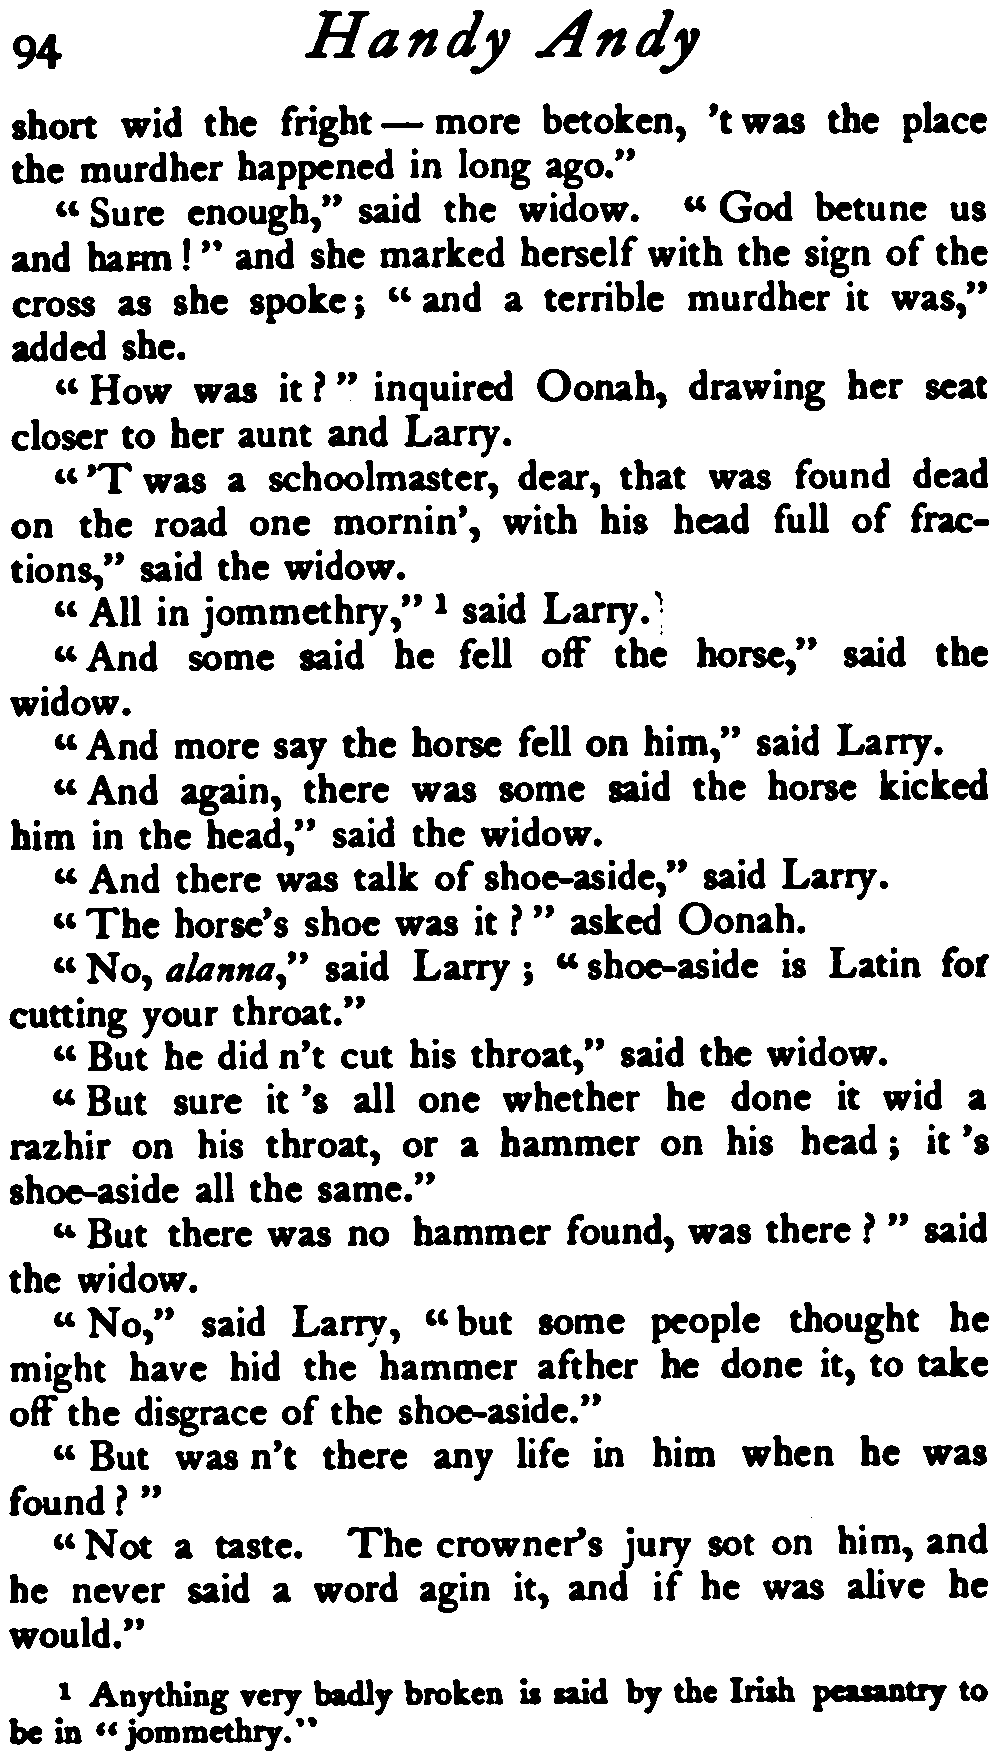 94 Handy Andy
short wid the fright — more betoken, 't was the place
the murdher happened in long ago."
"Sure enough," said the widow. "God betune us
and harm!" and she marked herself with the sign of the
cross as she spoke; "and a terrible murdher it was,"
added she.
"How was it?" inquired Oonah, drawing her seat
closer to her aunt and Larry.
"'T was a schoolmaster, dear, that was found dead
on the road one mornin', with his head full of frac-
tions," said the widow.
"All in jommethry," ¹ said Larry.
"And some said he fell off the horse," said the
widow.
"And more say the horse fell on him," said Larry.
"And again, there was some said the horse kicked
him in the head," said the widow.
"And there was talk of shoe-aside," said Larry.
"The horse's shoe was it?" asked Oonah.
"No, alanna," said Larry; "shoe-aside is Latin for
cutting your throat."
"But he did n't cut his throat," said the widow.
"But sure it 's all one whether he done it wid a
razhir on his throat, or a hammer on his head; it 's
shoe-aside all the same."
"But there was no hammer found, was there?" said
the widow.
"No," said Larry, "but some people thought he
might have hid the hammer afther he done it, to take
off the disgrace of the shoe-aside."
"But was n't there any life in him when he was
found?"
"Not a taste. The crowner's jury sot on him, and
he never said a word agin it, and if he was alive he
would."
¹ Anything very badly broken is said by the Irish peasantry to
be in "jommethry."